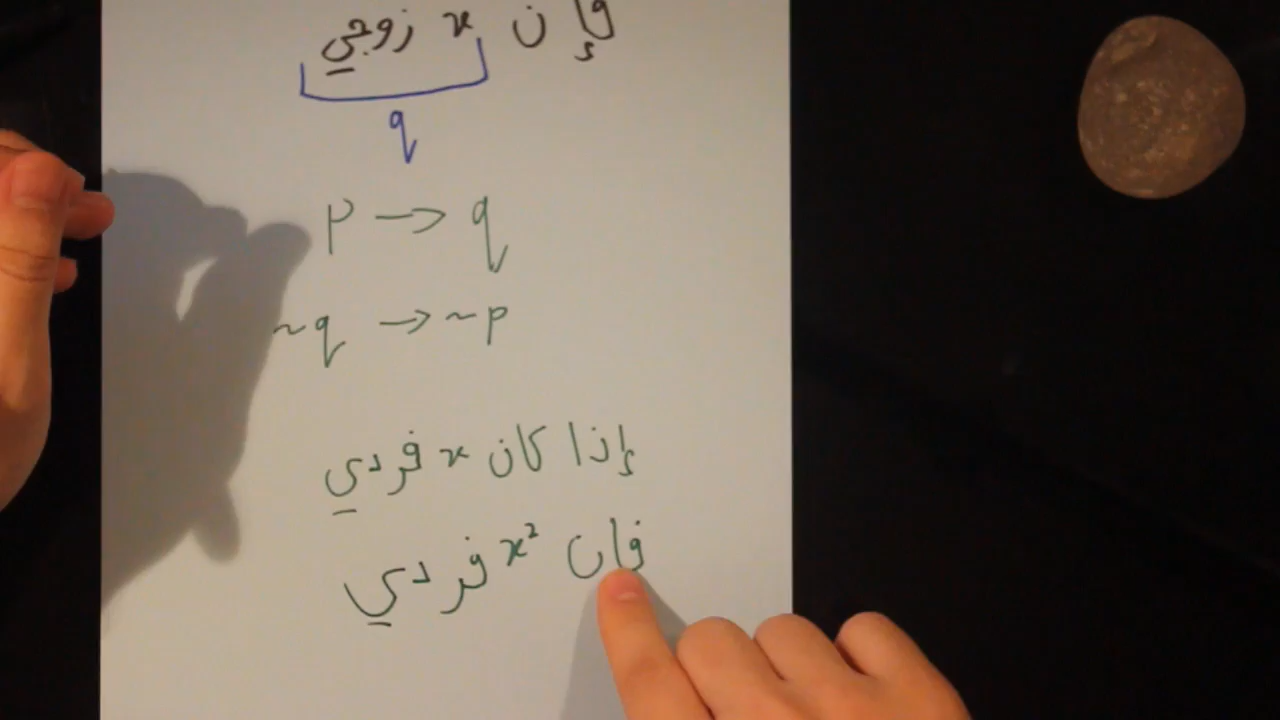 فإن x زوجي
q
p → q
~q → ~p
إذا كان x فردي
فإن x² فردي